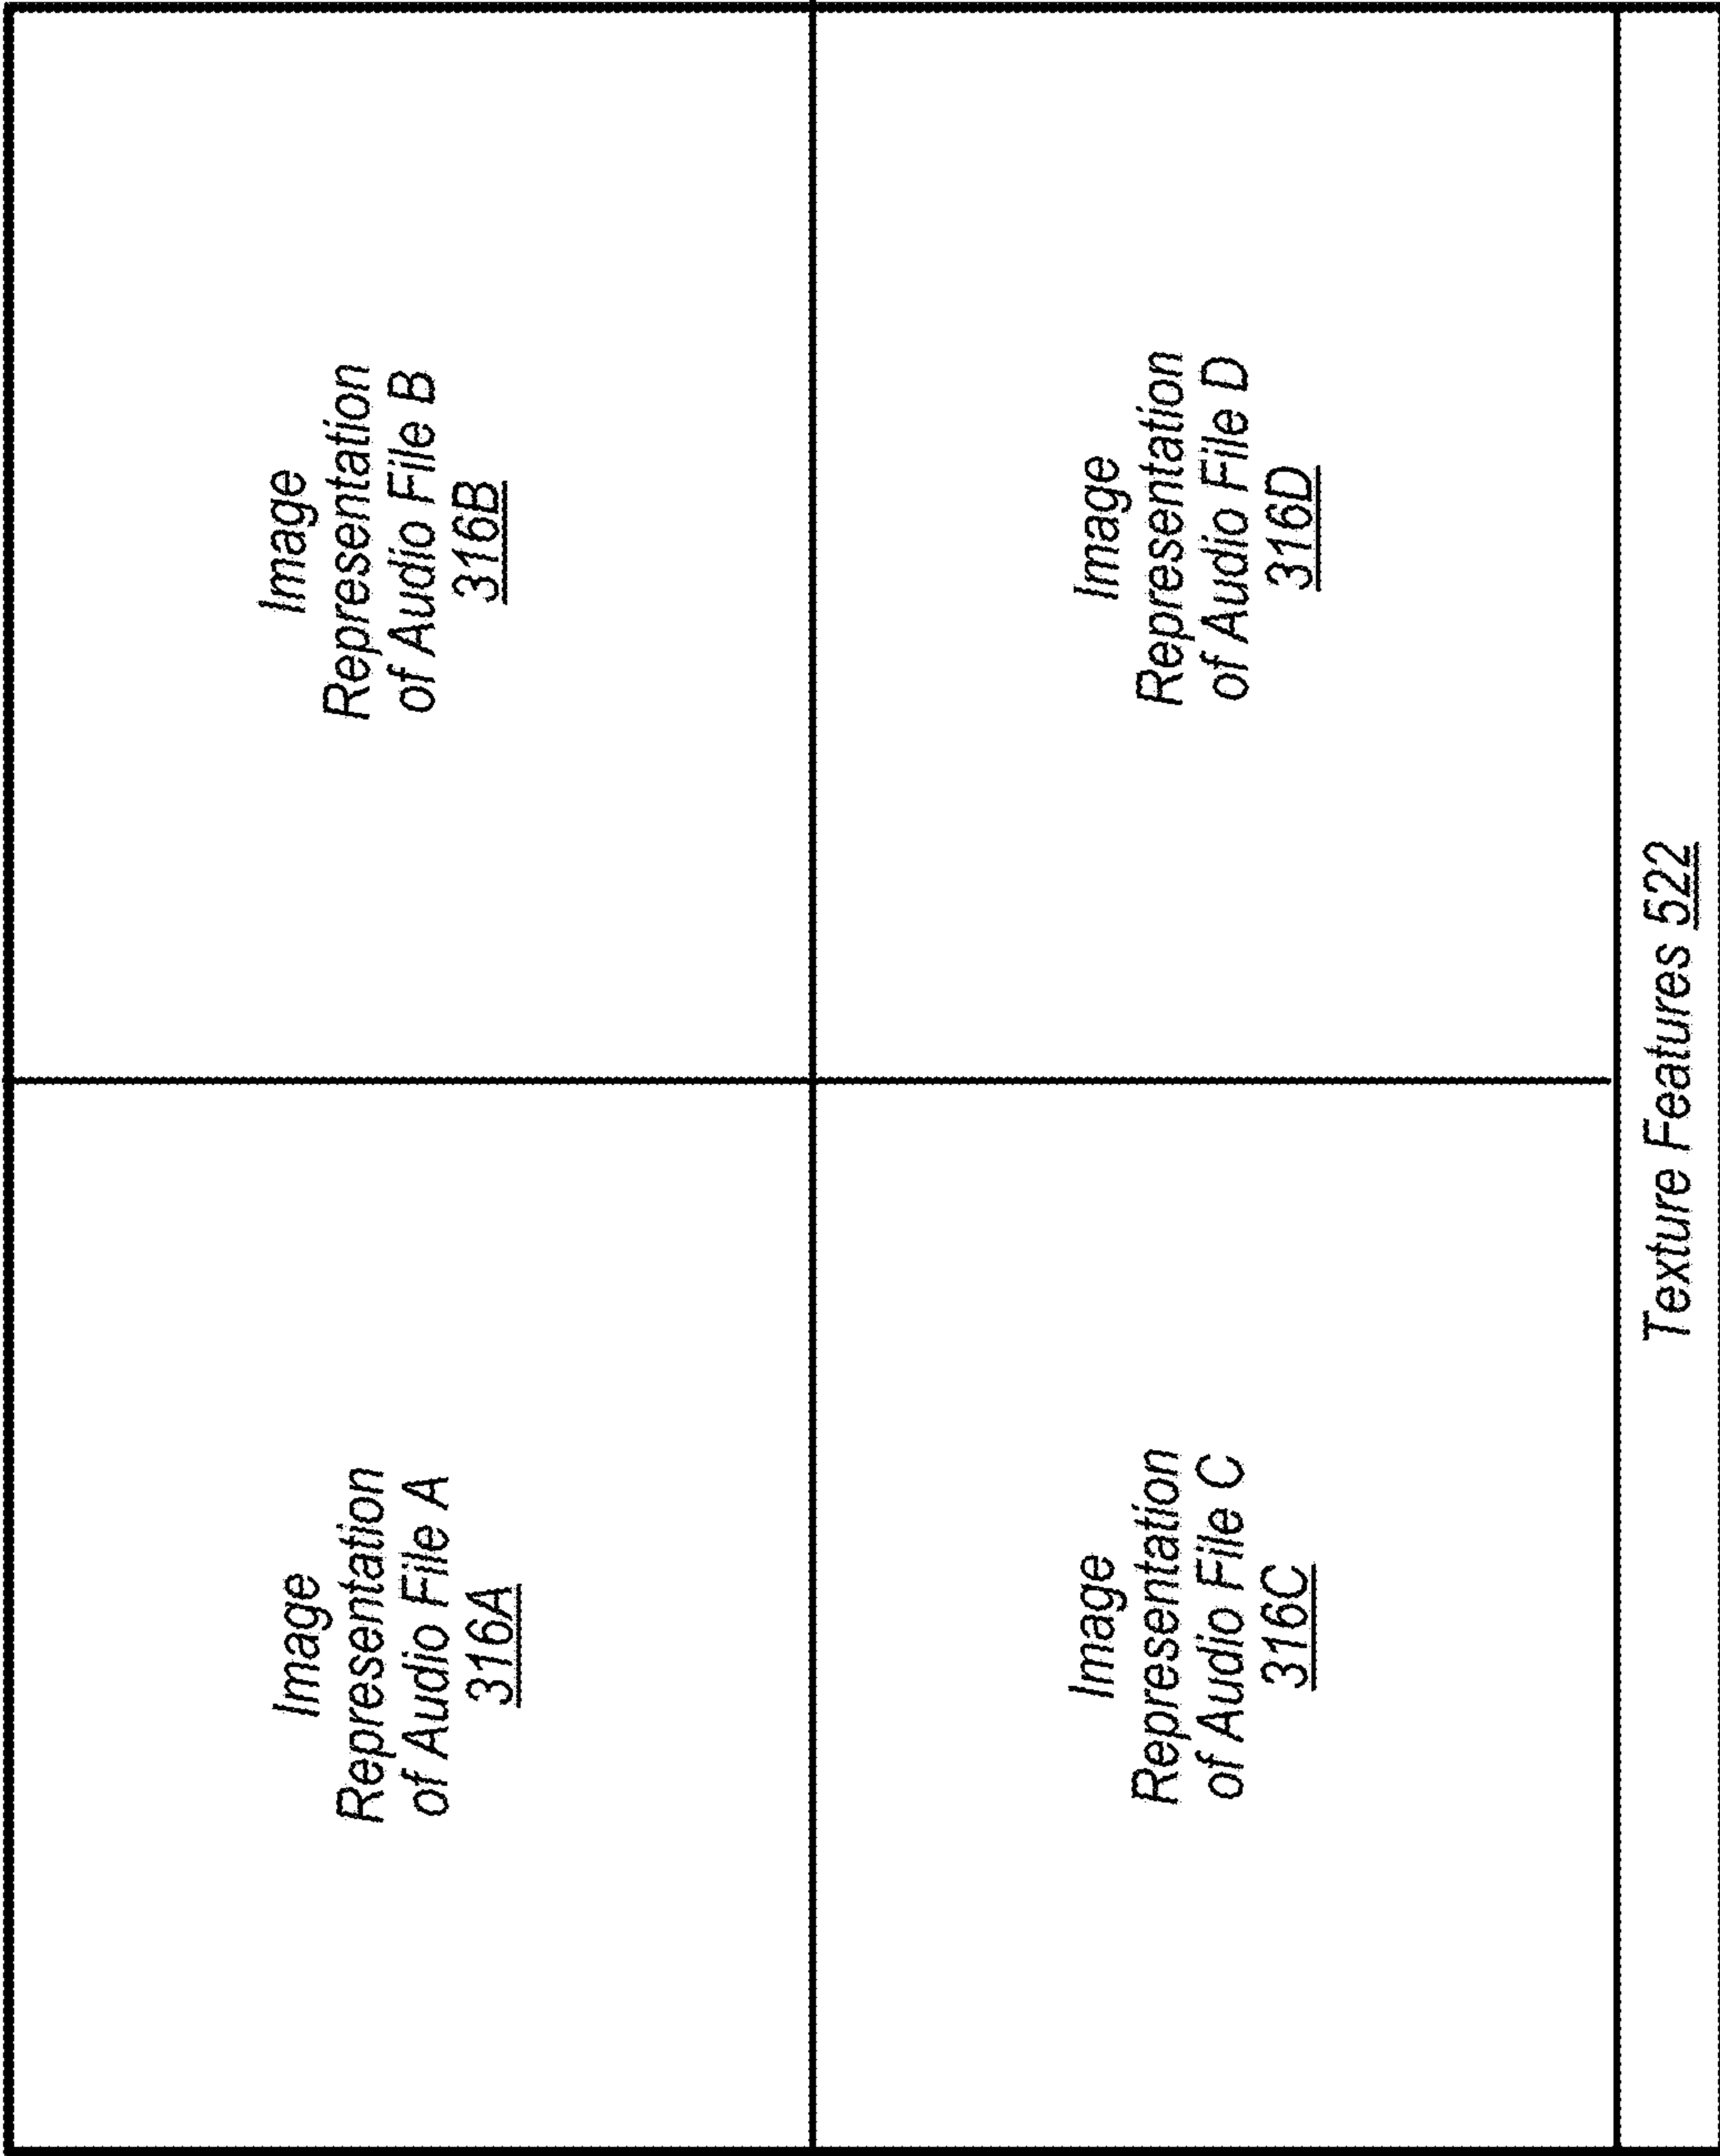 Image
Representation
of Audio File A
316A
Image
Representation
of Audio File B
316B
Image
Representation
of Audio File C
316C
Image
Representation
of Audio File D
316D
Texture Features 522